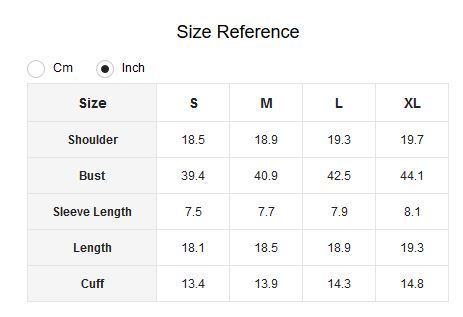 Size Reference
Cm Inch
Size S M L XL
Shoulder 18.5 18.9 19.3 19.7
Bust 39.4 40.9 42.5 44.1
Sleeve Length 7.5 7.7 7.9 8.1
Length 18.1 18.5 18.9 19.3
Cuff 13.4 13.9 14.3 14.8